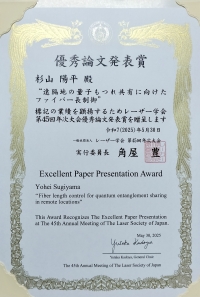 優秀論文発表賞
杉山 陽平 殿
“遠隔地の量子もつれ共有に向けた
ファイバー長制御”
標記の業績を顕彰するためレーザー学会
第45回年次大会優秀論文発表賞を贈呈します
令和7(2025)年5月30日
一般社団法人 レーザー学会 第45回年次大会
実行委員長 角屋 豊
Excellent Paper Presentation Award
Yohei Sugiyama
"Fiber length control for quantum entanglement sharing
in remote locations"
This Award Recognizes The Excellent Paper Presentation
at The 45th Annual Meeting of The Laser Society of Japan.
May 30, 2025
Yutaka Kadoya, General Chair
The 45th Annual Meeting of The Laser Society of Japan